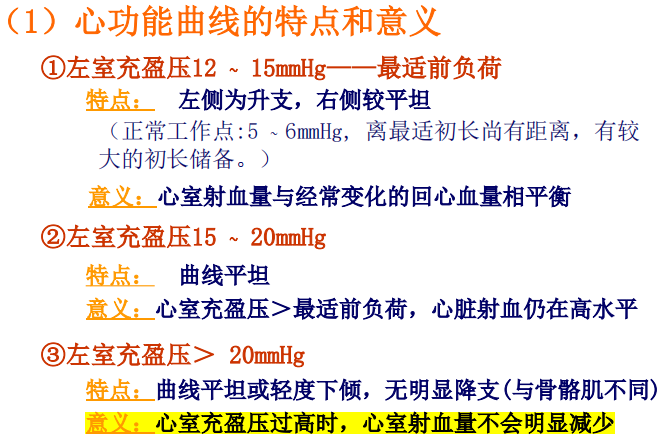 （1）心功能曲线的特点和意义
①左室充盈压12 ~ 15mmHg——最适前负荷
特点： 左侧为升支，右侧较平坦
（正常工作点:5 ~6mmHg, 离最适初长尚有距离，有较
大的初长储备。）
意义：心室射血量与经常变化的回心血量相平衡
②左室充盈压15 ~ 20mmHg
特点： 曲线平坦
意义：心室充盈压＞最适前负荷，心脏射血仍在高水平
③左室充盈压＞ 20mmHg
特点：曲线平坦或轻度下倾，无明显降支(与骨骼肌不同)
意义：心室充盈压过高时，心室射血量不会明显减少